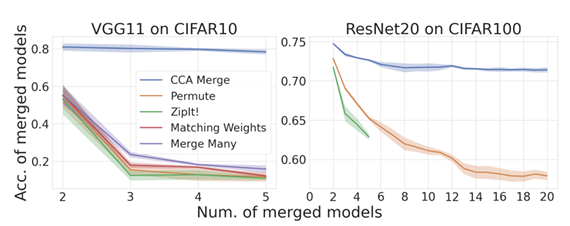 VGG11 on CIFAR10
ResNet20 on CIFAR100
Acc. of merged models
0.8
0.6
0.4
0.2
CCA Merge
Permute
ZipIt!
Matching Weights
Merge Many
2 3 4 5
0.75
0.70
0.65
0.60
0 2 4 6 8 10 12 14 16 18 20
Num. of merged models